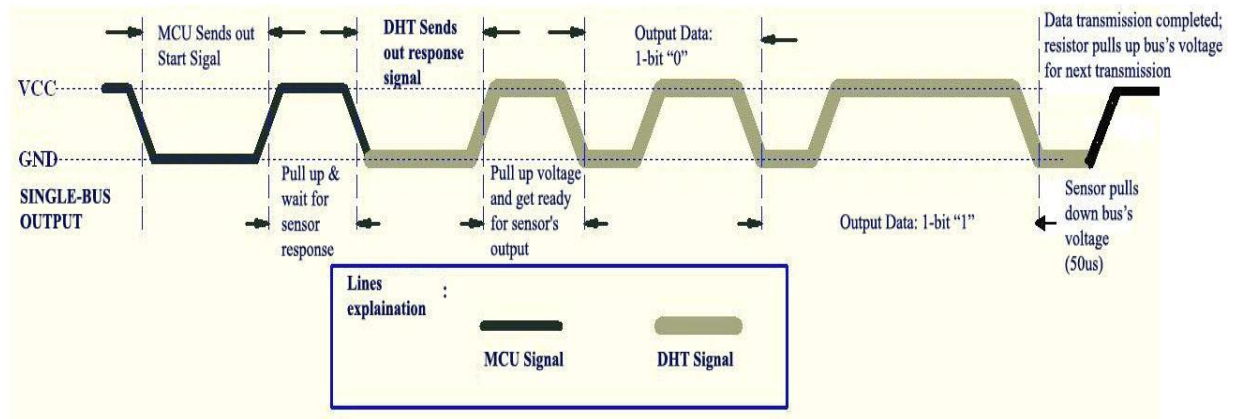 MCU Sends out
Start Sigal
DHT Sends
out response
signal
Output Data:
1-bit “0”
Data transmission completed;
resistor pulls up bus’s voltage
for next transmission
VCC
GND
SINGLE-BUS
OUTPUT
Pull up &
wait for
sensor
response
Pull up voltage
and get ready
for sensor's
output
Output Data: 1-bit “1”
Sensor pulls
down bus’s
voltage
(50us)
Lines
explaination :
MCU Signal
DHT Signal